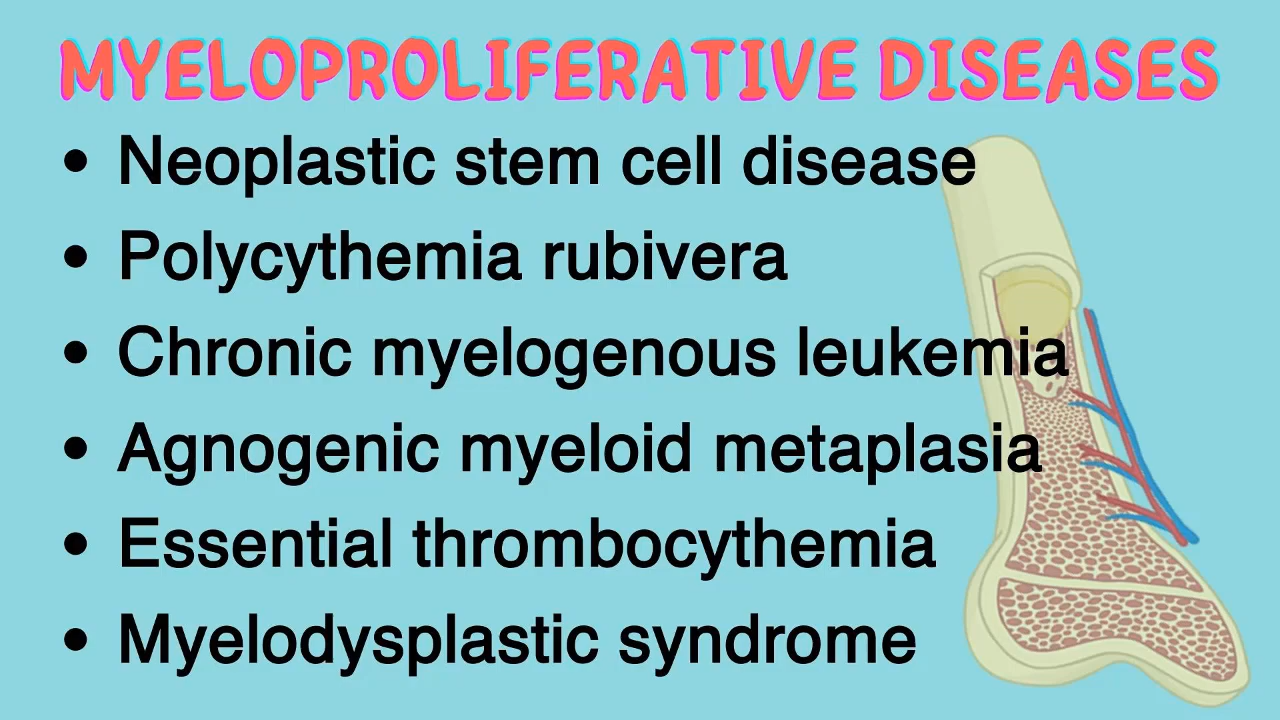 MYELOPROLIFERATIVE DISEASES
• Neoplastic stem cell disease
• Polycythemia rubivera
• Chronic myelogenous leukemia
• Agnogenic myeloid metaplasia
• Essential thrombocythemia
• Myelodysplastic syndrome